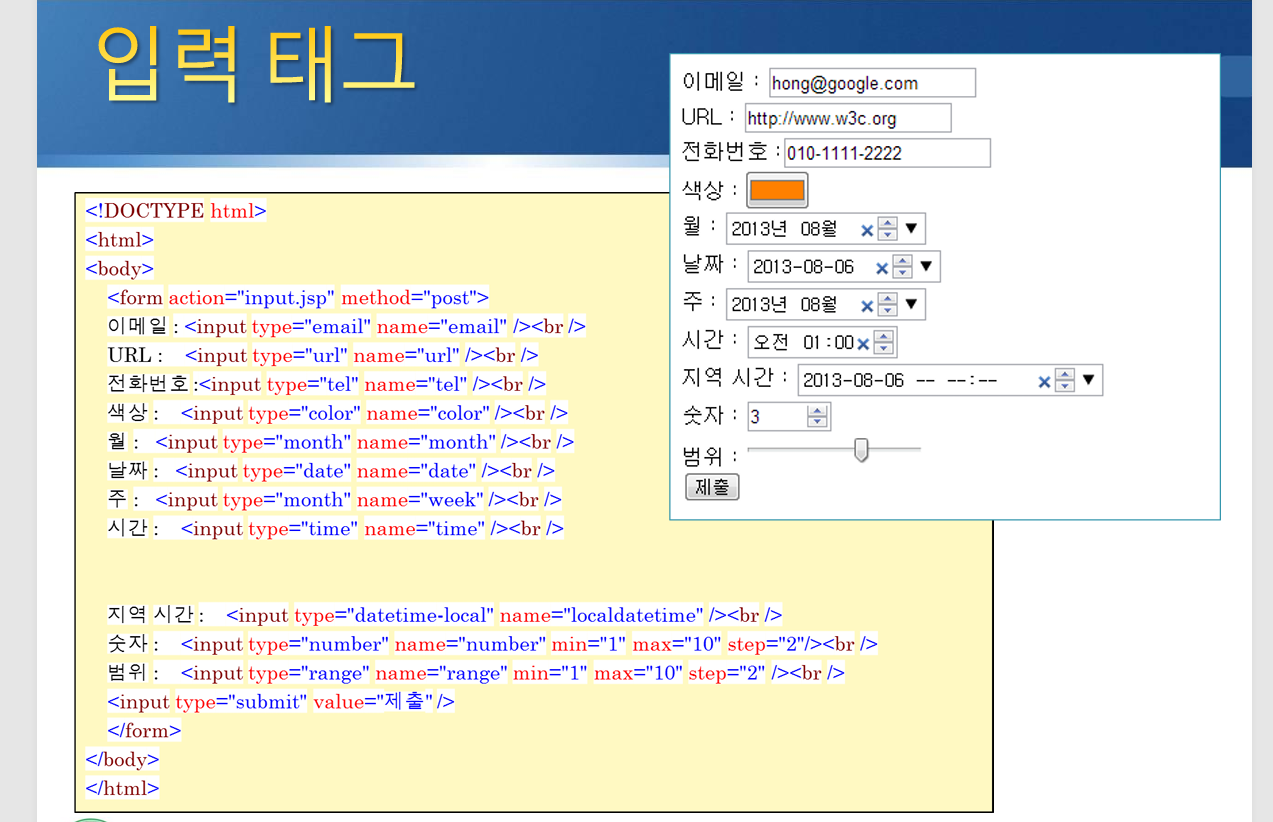 입력 태그
이메일 : hong@google.com
URL : http://www.w3c.org
전화번호 : 010-1111-2222
색상 :
월 : 2013년 08월
날짜 : 2013-08-06
주 : 2013년 08월
시간 : 오전 01:00
지역 시간 : 2013-08-06 -- --:--
숫자 : 3
범위 :
제출
<!DOCTYPE html>
<html>
<body>
<form action="input.jsp" method="post">
이메일 : <input type="email" name="email" /><br />
URL : <input type="url" name="url" /><br />
전화번호 :<input type="tel" name="tel" /><br />
색상 : <input type="color" name="color" /><br />
월 : <input type="month" name="month" /><br />
날짜 : <input type="date" name="date" /><br />
주 : <input type="month" name="week" /><br />
시간 : <input type="time" name="time" /><br />
지역 시간 : <input type="datetime-local" name="localdatetime" /><br />
숫자 : <input type="number" name="number" min="1" max="10" step="2"/><br />
범위 : <input type="range" name="range" min="1" max="10" step="2" /><br />
<input type="submit" value="제출" />
</form>
</body>
</html>